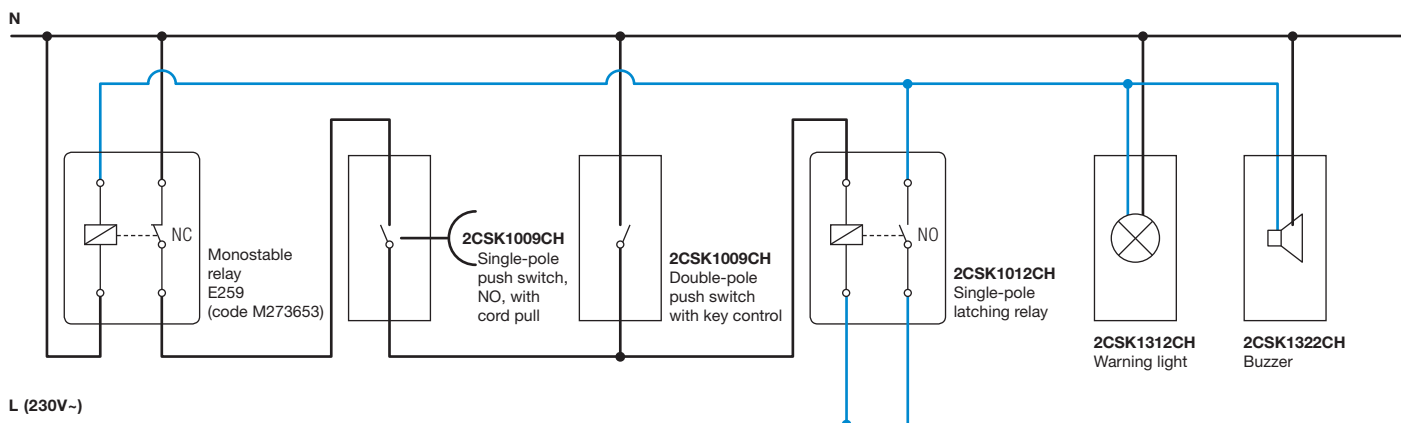 N
NC
Monostable
relay
E259
(code M273653)
2CSK1009CH
Single-pole
push switch,
NO, with
cord pull
2CSK1009CH
Double-pole
push switch
with key control
NO
2CSK1012CH
Single-pole
latching relay
2CSK1312CH
Warning light
2CSK1322CH
Buzzer
L (230V~)